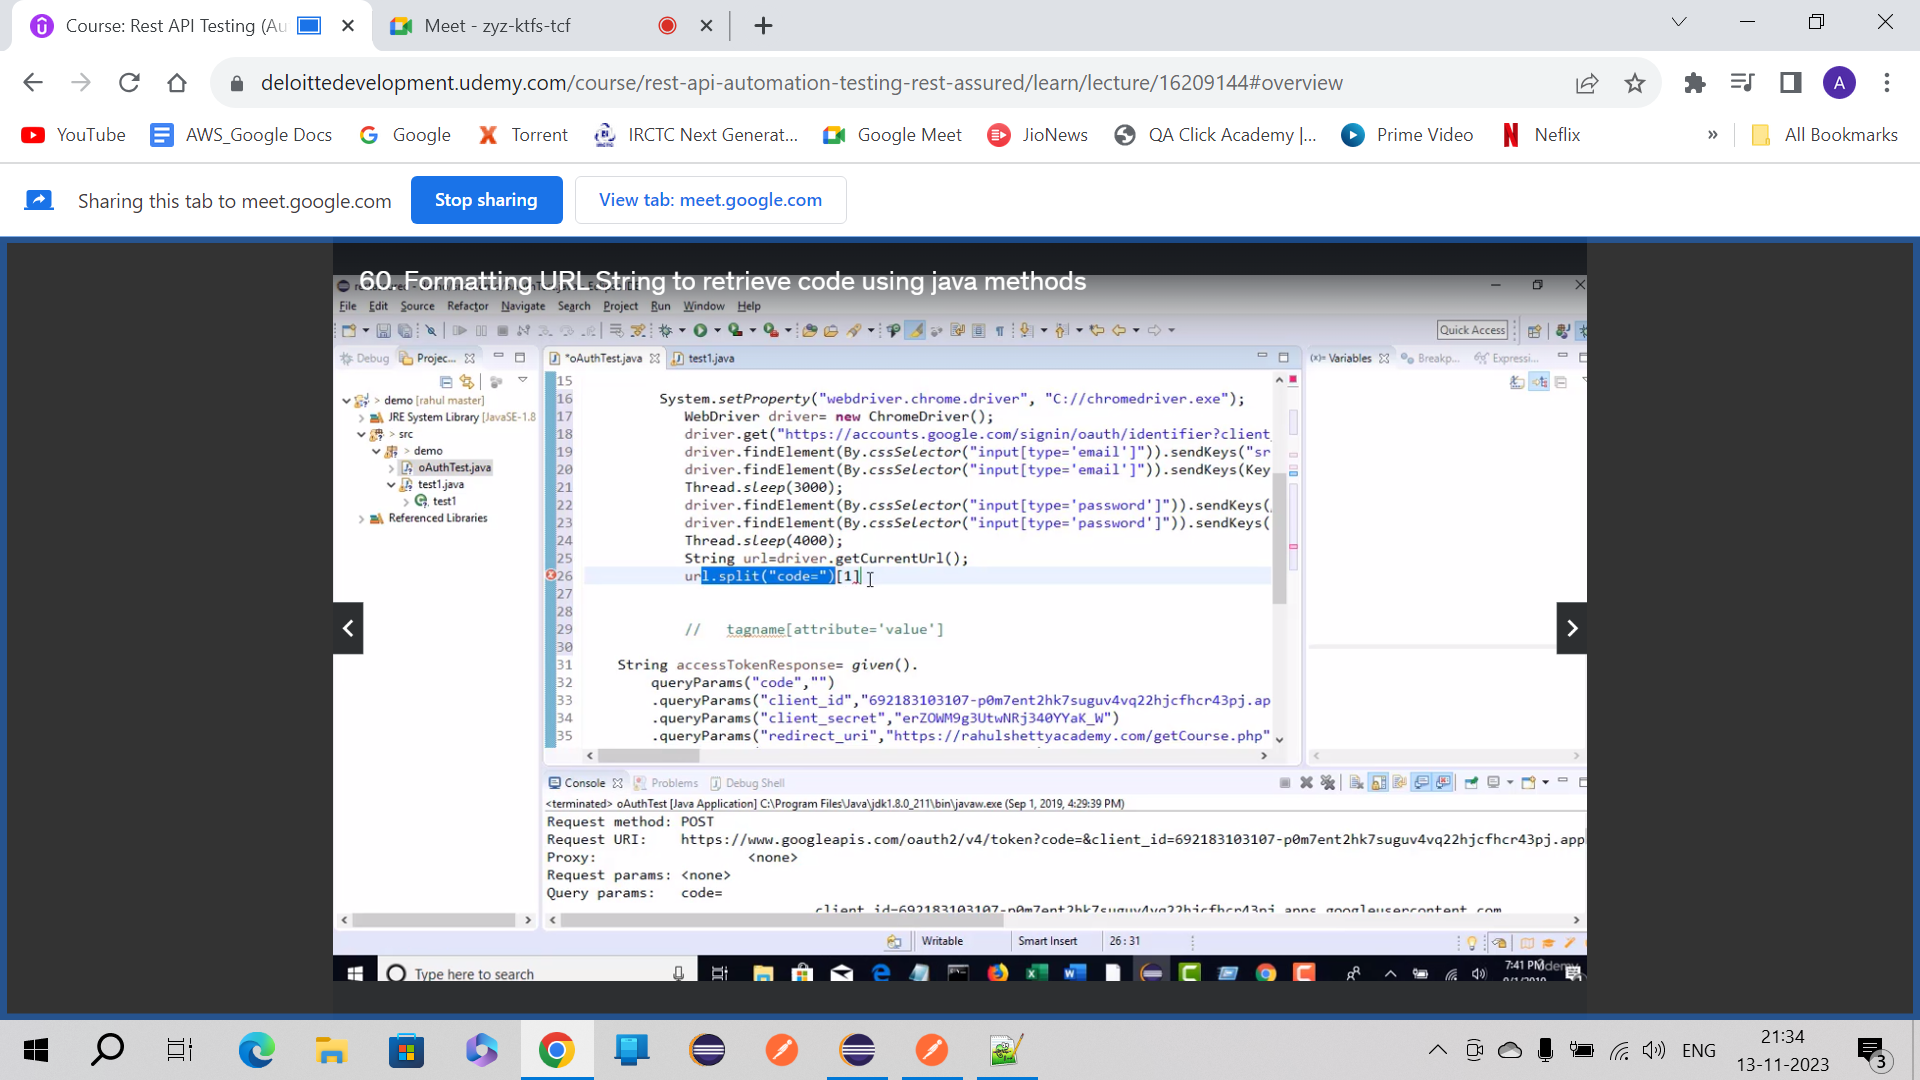 Course: Rest API Testing (Au
Meet - zyz-ktfs-tcf
deloittedevelopment.udemy.com/course/rest-api-automation-testing-rest-assured/learn/lecture/16209144#overview
A
YouTube AWS_Google Docs Google Torrent IRCTC Next Generat... Google Meet JioNews QA Click Academy |... Prime Video Neflix » All Bookmarks
Sharing this tab to meet.google.com Stop sharing View tab: meet.google.com
60. Formatting URL String to retrieve code using java methods
File Edit Source Refactor Navigate Search Project Run Window Help
Quick Access
Debug Projec... *oAuthTest.java test1.java (x)= Variables Breakp... Expressi...
demo [rahul master]
JRE System Library [JavaSE-1.8
> src
> demo
oAuthTest.java
test1.java
test1
Referenced Libraries
15
16 System.setProperty("webdriver.chrome.driver", "C://chromedriver.exe");
17 WebDriver driver= new ChromeDriver();
18 driver.get("https://accounts.google.com/signin/oauth/identifier?client
19 driver.findElement(By.cssSelector("input[type='email']")).sendKeys("sr
20 driver.findElement(By.cssSelector("input[type='email']")).sendKeys(Key
21 Thread.sleep(3000);
22 driver.findElement(By.cssSelector("input[type='password']")).sendKeys(
23 driver.findElement(By.cssSelector("input[type='password']")).sendKeys(
24 Thread.sleep(4000);
25 String url=driver.getCurrentUrl();
26 url.split("code=")[1]
27
28
29 // tagname[attribute='value']
30
31 String accessTokenResponse= given().
32 queryParams("code","")
33 .queryParams("client_id","692183103107-p0m7ent2hk7suguv4vq22hjcfhcr43pj.ap
34 .queryParams("client_secret","erZOWM9g3UtwNRj340YYaK_W")
35 .queryParams("redirect_uri","https://rahulshettyacademy.com/getCourse.php"
Console Problems Debug Shell
<terminated> oAuthTest [Java Application] C:\Program Files\Java\jdk1.8.0_211\bin\javaw.exe (Sep 1, 2019, 4:29:39 PM)
Request method: POST
Request URI: https://www.googleapis.com/oauth2/v4/token?code=&client_id=692183103107-p0m7ent2hk7suguv4vq22hjcfhcr43pj.app
Proxy: <none>
Request params: <none>
Query params: code=
client_id=692183103107-p0m7ent2hk7suguv4vq22hjcfhcr43pj.apps.googleusercontent.com
Writable Smart Insert 26 : 31
Type here to search
7:41 PM
udemy
ENG
21:34
13-11-2023
3